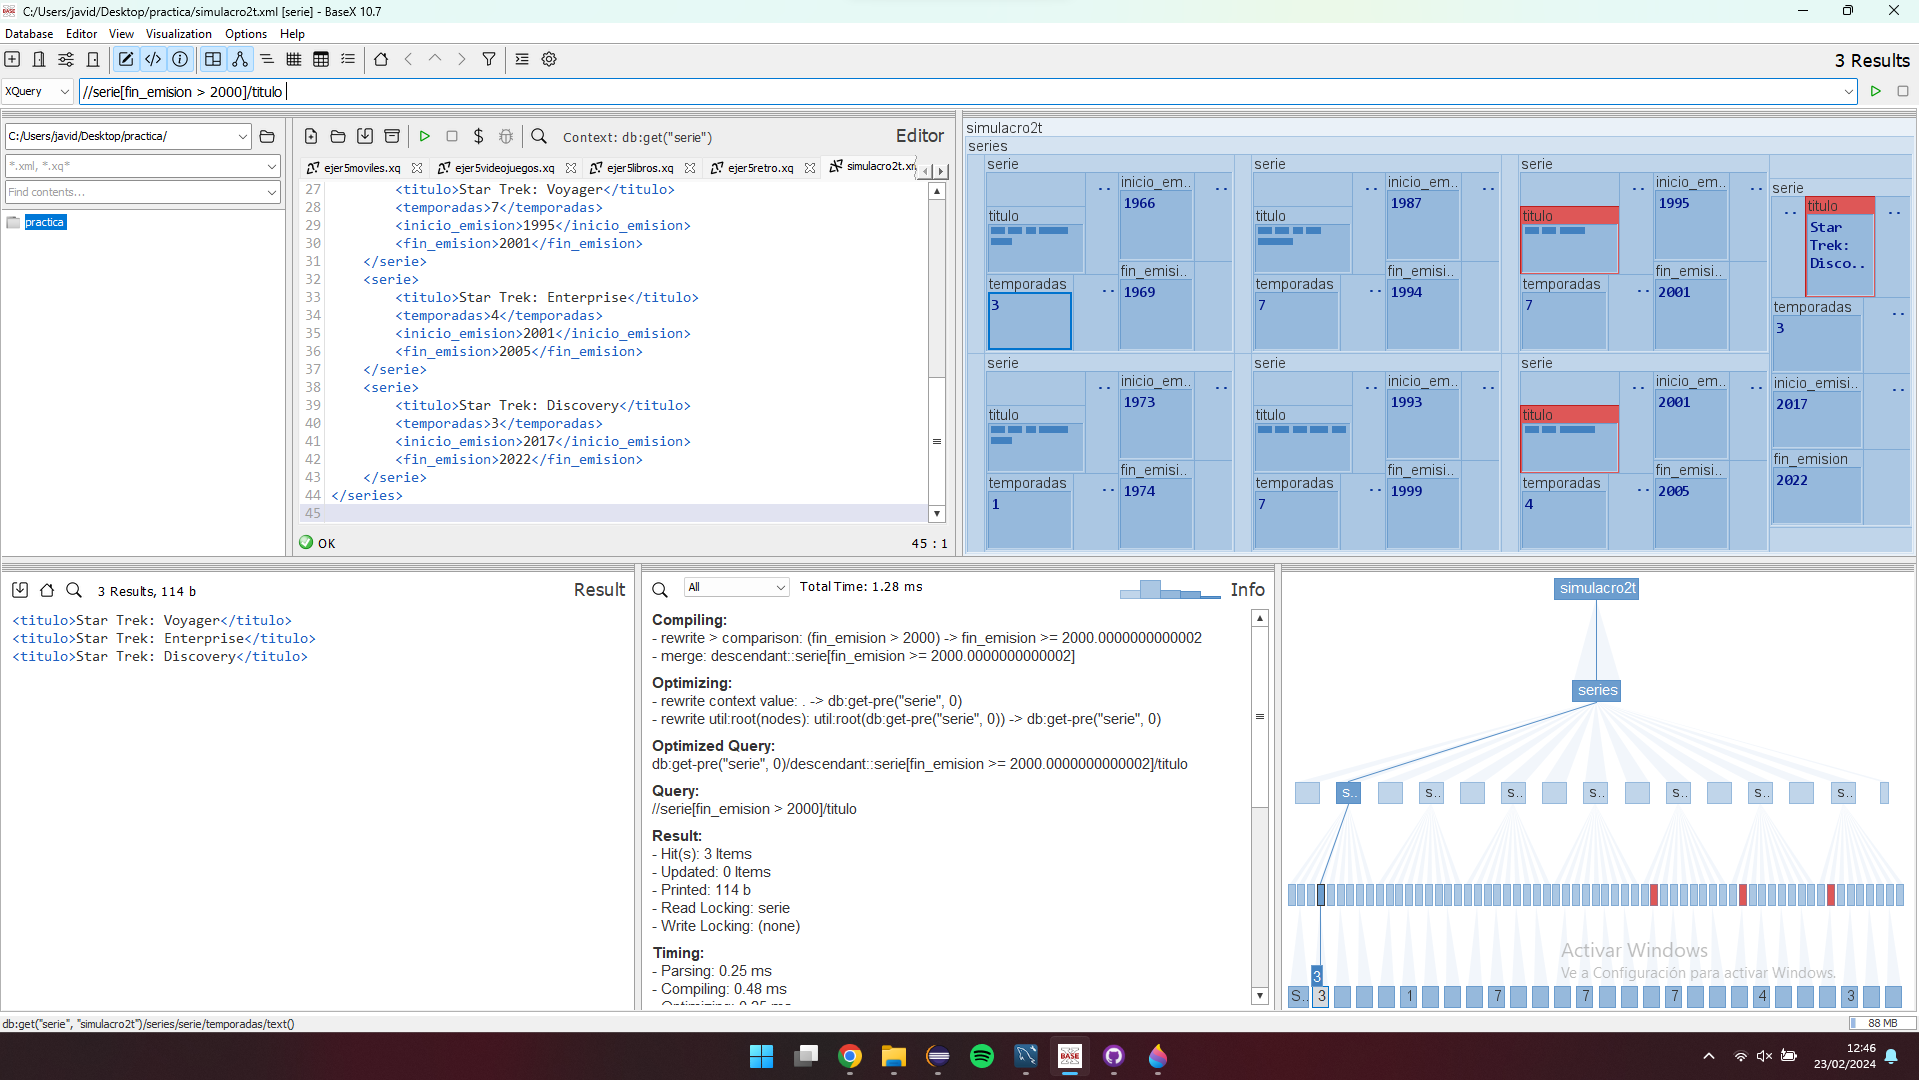 C:/Users/javid/Desktop/practica/simulacro2t.xml [serie] - BaseX 10.7
Database Editor View Visualization Options Help
3 Results
XQuery
//serie[fin_emision > 2000]/titulo
C:/Users/javid/Desktop/practica/
*.xml, *.xq*
Find contents...
practica
Context: db:get("serie")
Editor
ejer5moviles.xq
ejer5videojuegos.xq
ejer5libros.xq
ejer5retro.xq
simulacro2t.xm
27 <titulo>Star Trek: Voyager</titulo>
28 <temporadas>7</temporadas>
29 <inicio_emision>1995</inicio_emision>
30 <fin_emision>2001</fin_emision>
31 </serie>
32 <serie>
33 <titulo>Star Trek: Enterprise</titulo>
34 <temporadas>4</temporadas>
35 <inicio_emision>2001</inicio_emision>
36 <fin_emision>2005</fin_emision>
37 </serie>
38 <serie>
39 <titulo>Star Trek: Discovery</titulo>
40 <temporadas>3</temporadas>
41 <inicio_emision>2017</inicio_emision>
42 <fin_emision>2022</fin_emision>
43 </serie>
44 </series>
45
OK
45 : 1
simulacro2t
series
serie
titulo
temporadas
3
inicio_em..
1966
fin_emisi..
1969
serie
titulo
temporadas
7
inicio_em..
1987
fin_emisi..
1994
serie
titulo
temporadas
7
inicio_em..
1995
fin_emisi..
2001
serie
titulo
Star
Trek:
Disco..
temporadas
3
inicio_emisi..
2017
fin_emision
2022
serie
titulo
temporadas
1
inicio_em..
1973
fin_emisi..
1974
serie
titulo
temporadas
7
inicio_em..
1993
fin_emisi..
1999
serie
titulo
temporadas
4
inicio_em..
2001
fin_emisi..
2005
3 Results, 114 b
Result
<titulo>Star Trek: Voyager</titulo>
<titulo>Star Trek: Enterprise</titulo>
<titulo>Star Trek: Discovery</titulo>
All
Total Time: 1.28 ms
Info
Compiling:
- rewrite > comparison: (fin_emision > 2000) -> fin_emision >= 2000.0000000000002
- merge: descendant::serie[fin_emision >= 2000.0000000000002]
Optimizing:
- rewrite context value: . -> db:get-pre("serie", 0)
- rewrite util:root(nodes): util:root(db:get-pre("serie", 0)) -> db:get-pre("serie", 0)
Optimized Query:
db:get-pre("serie", 0)/descendant::serie[fin_emision >= 2000.0000000000002]/titulo
Query:
//serie[fin_emision > 2000]/titulo
Result:
- Hit(s): 3 Items
- Updated: 0 Items
- Printed: 114 b
- Read Locking: serie
- Write Locking: (none)
Timing:
- Parsing: 0.25 ms
- Compiling: 0.48 ms
simulacro2t
series
s.. s.. s.. s.. s.. s.. s..
3
S.. 3 1 7 7 7 4 3
Activar Windows
Ve a Configuración para activar Windows.
db:get("serie", "simulacro2t")/series/serie/temporadas/text()
88 MB
BASE
12:46
23/02/2024